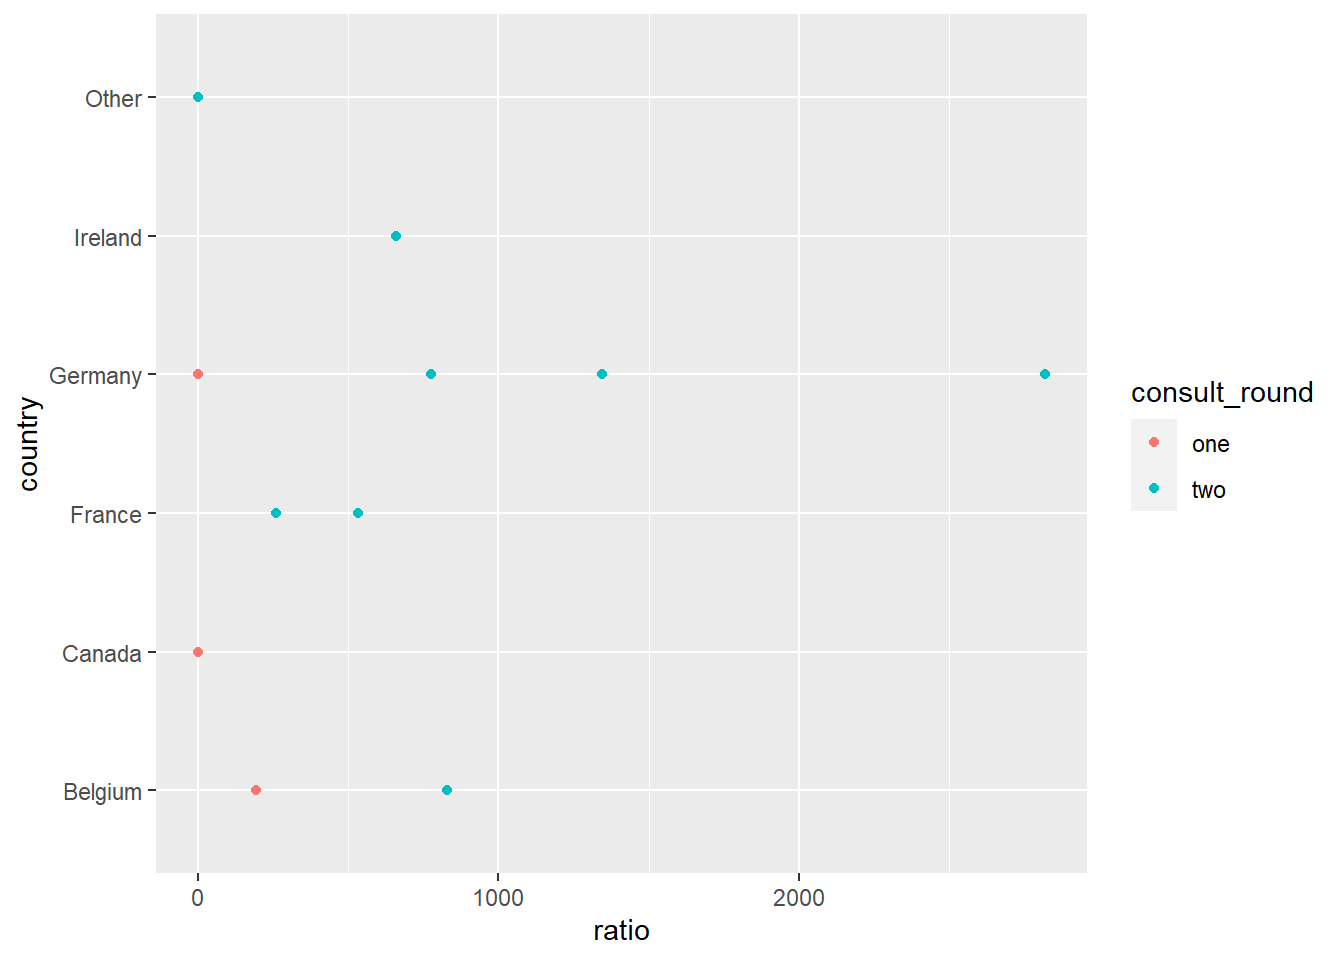 Other
Ireland
Germany
France
Canada
Belgium
country
0 1000 2000
ratio
consult_round
one
two